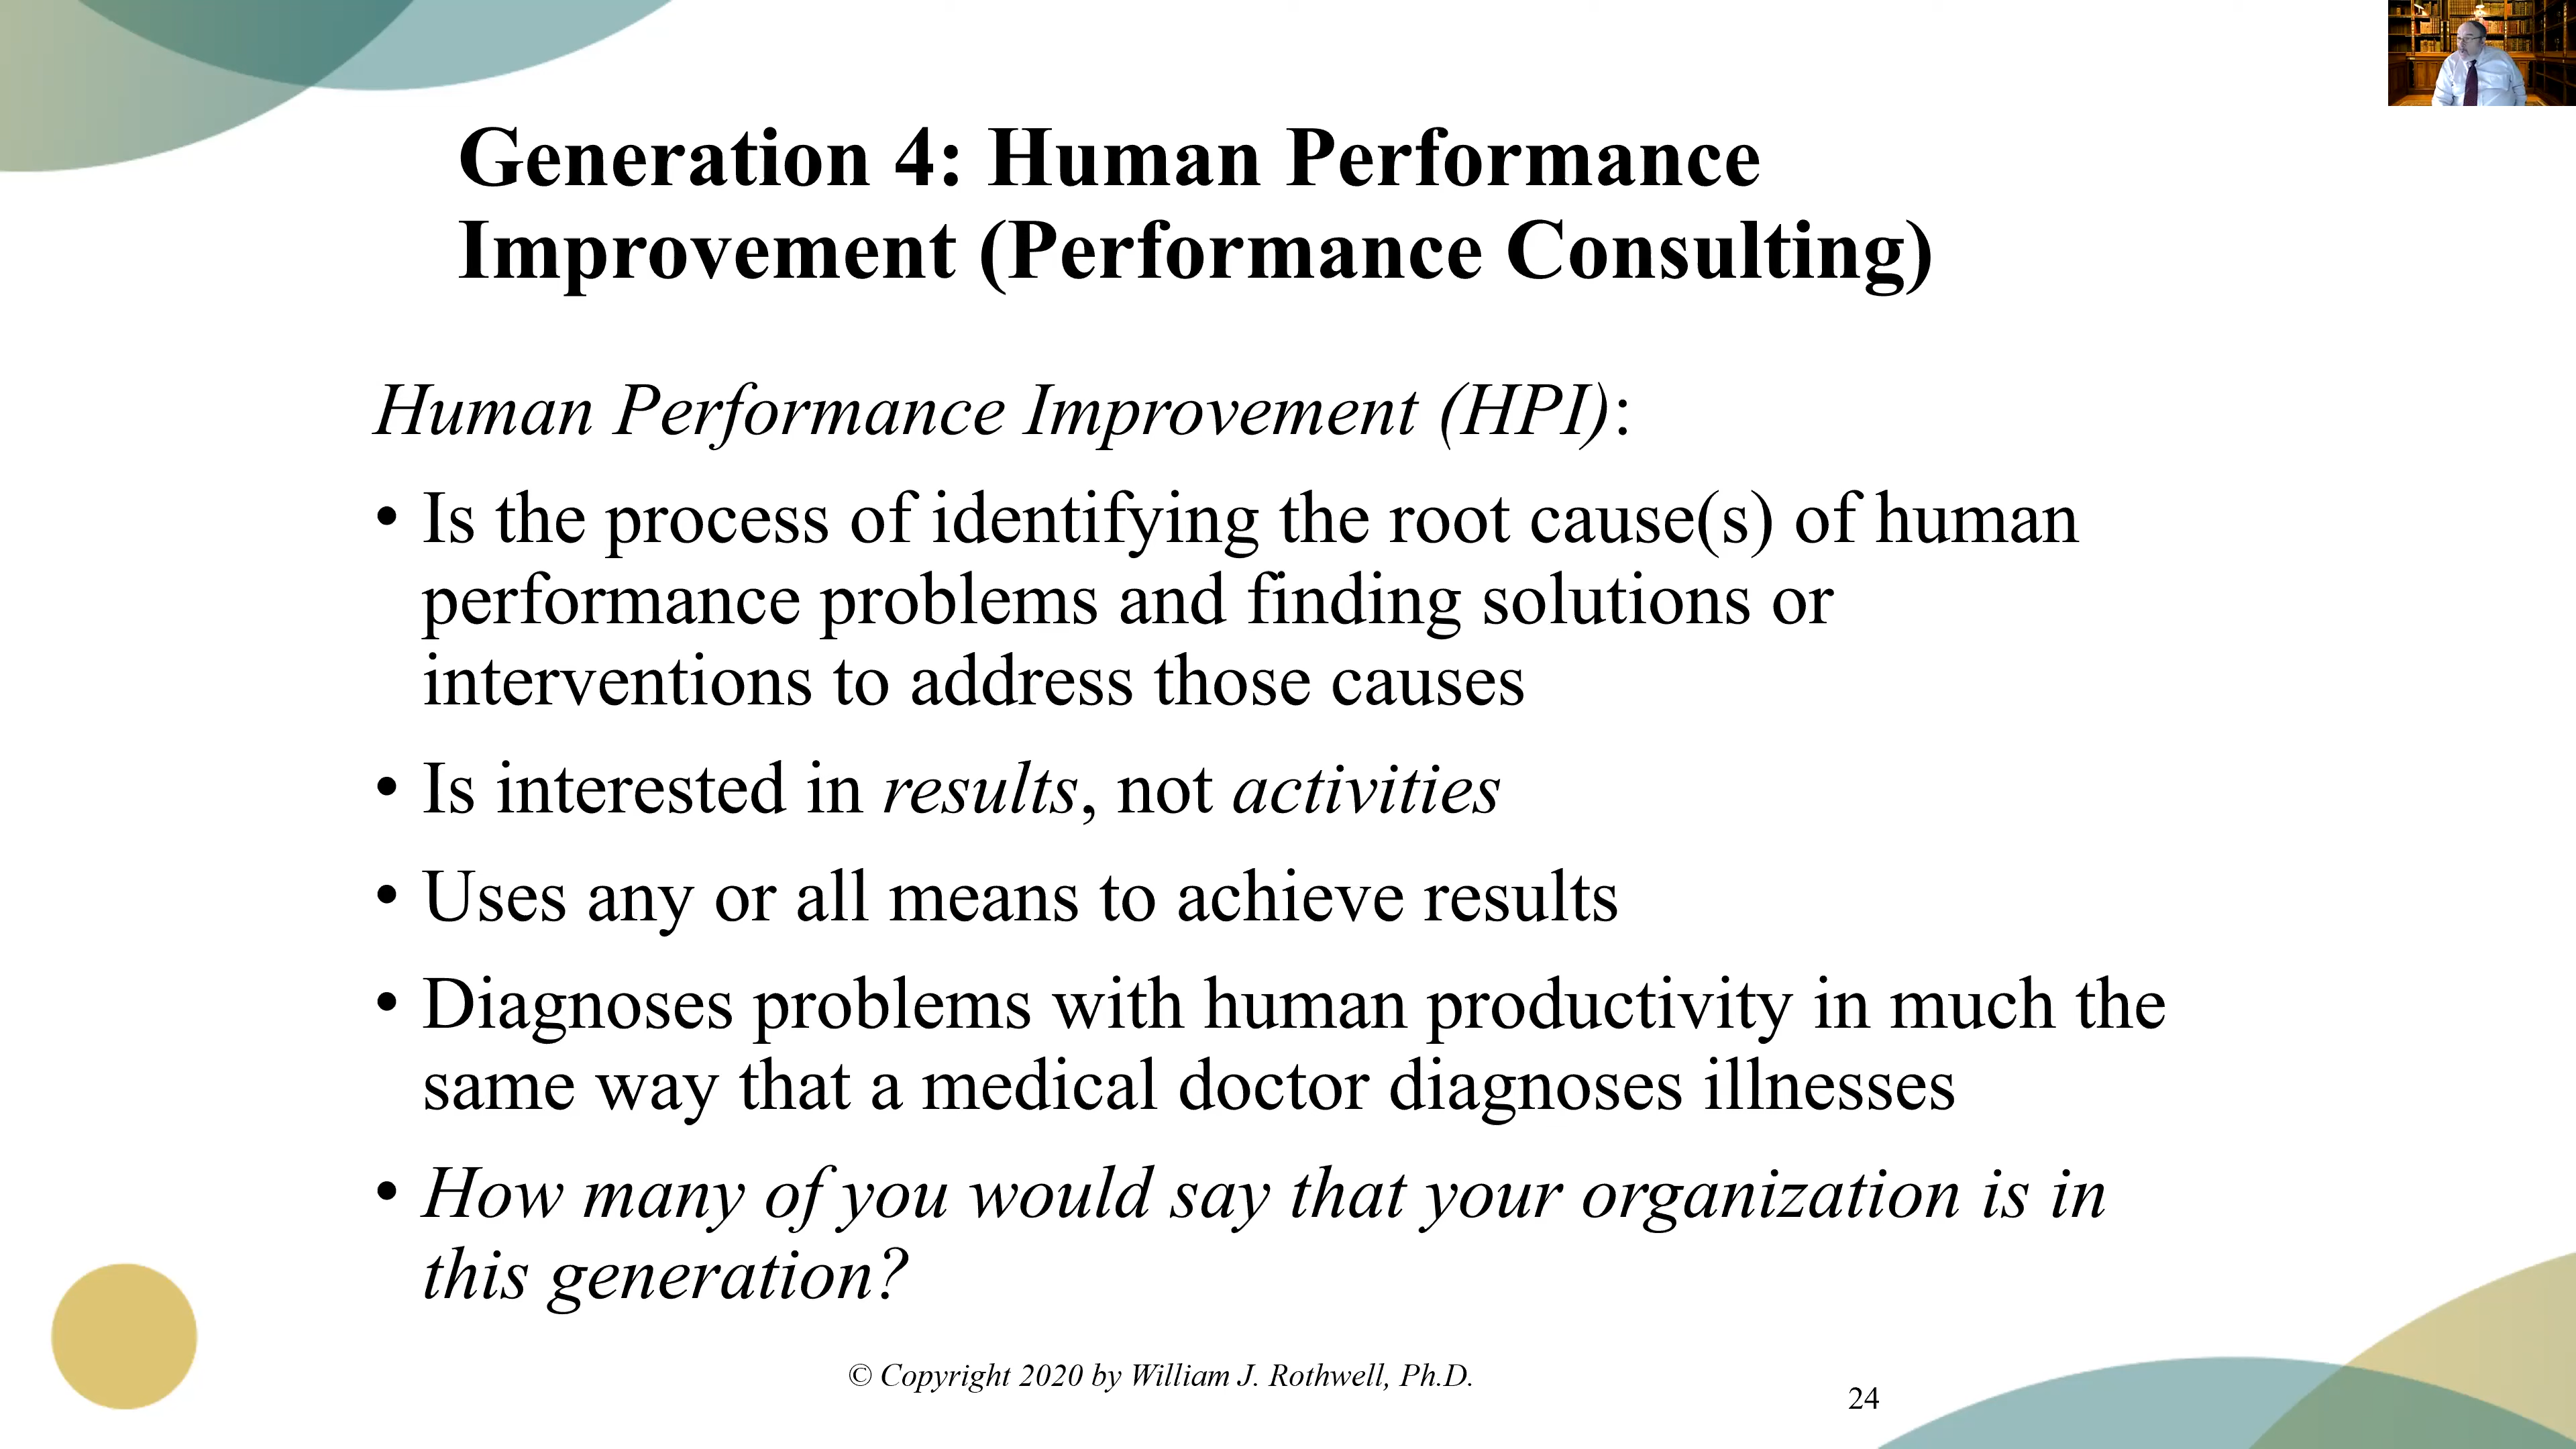 Generation 4: Human Performance
Improvement (Performance Consulting)
Human Performance Improvement (HPI):
• Is the process of identifying the root cause(s) of human
performance problems and finding solutions or
interventions to address those causes
• Is interested in results, not activities
• Uses any or all means to achieve results
• Diagnoses problems with human productivity in much the
same way that a medical doctor diagnoses illnesses
• How many of you would say that your organization is in
this generation?
© Copyright 2020 by William J. Rothwell, Ph.D.
24